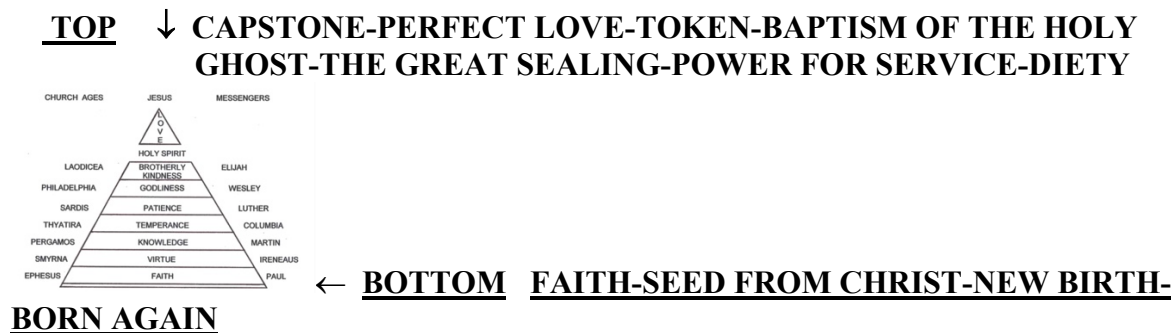 TOP ↓ CAPSTONE-PERFECT LOVE-TOKEN-BAPTISM OF THE HOLY
GHOST-THE GREAT SEALING-POWER FOR SERVICE-DIETY
CHURCH AGES JESUS MESSENGERS
L
O
V
E
HOLY SPIRIT
LAODICEA BROTHERLY KINDNESS ELIJAH
PHILADELPHIA GODLINESS WESLEY
SARDIS PATIENCE LUTHER
THYATIRA TEMPERANCE COLUMBIA
PERGAMOS KNOWLEDGE MARTIN
SMYRNA VIRTUE IRENEAUS
EPHESUS FAITH PAUL
← BOTTOM FAITH-SEED FROM CHRIST-NEW BIRTH-
BORN AGAIN